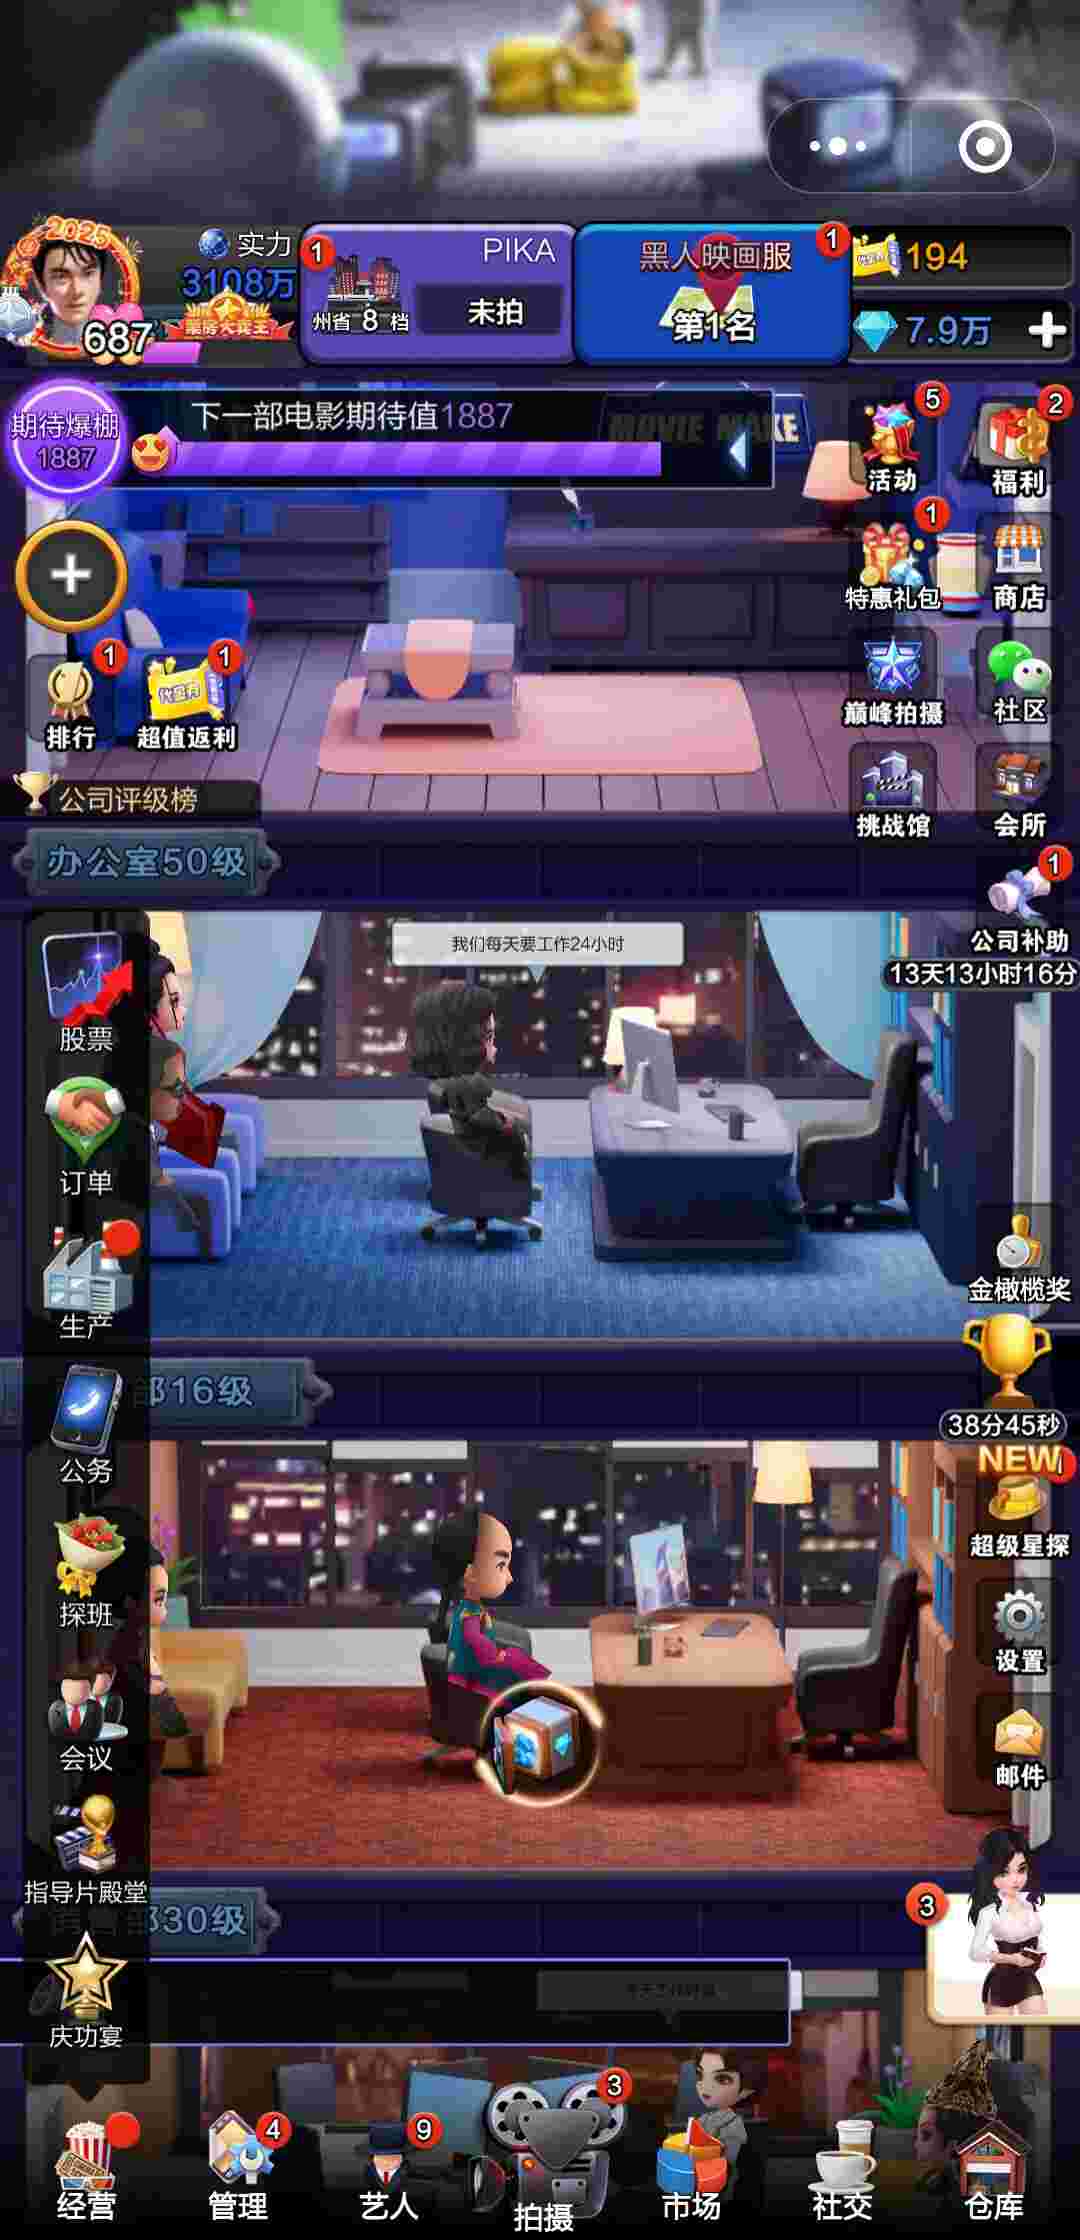 2025
实力
3108万
票房大卖王
687
1
PIKA
州省 8 档
未拍
黑人映画服
1
第1名
194
7.9万
期待爆棚
1887
下一部电影期待值1887
MOVIE MAKE
活动
5
福利
2
特惠礼包
1
商店
排行
1
超值返利
1
巅峰拍摄
社区
公司评级榜
挑战馆
会所
办公室50级
公司补助
1
13天13小时16分
我们每天要工作24小时
股票
订单
生产
金橄榄奖
部16级
38分45秒
公务
NEW
超级星探
探班
设置
会议
邮件
指导片殿堂
部30级
3
庆功宴
经营
管理
4
艺人
9
拍摄
3
市场
社交
仓库